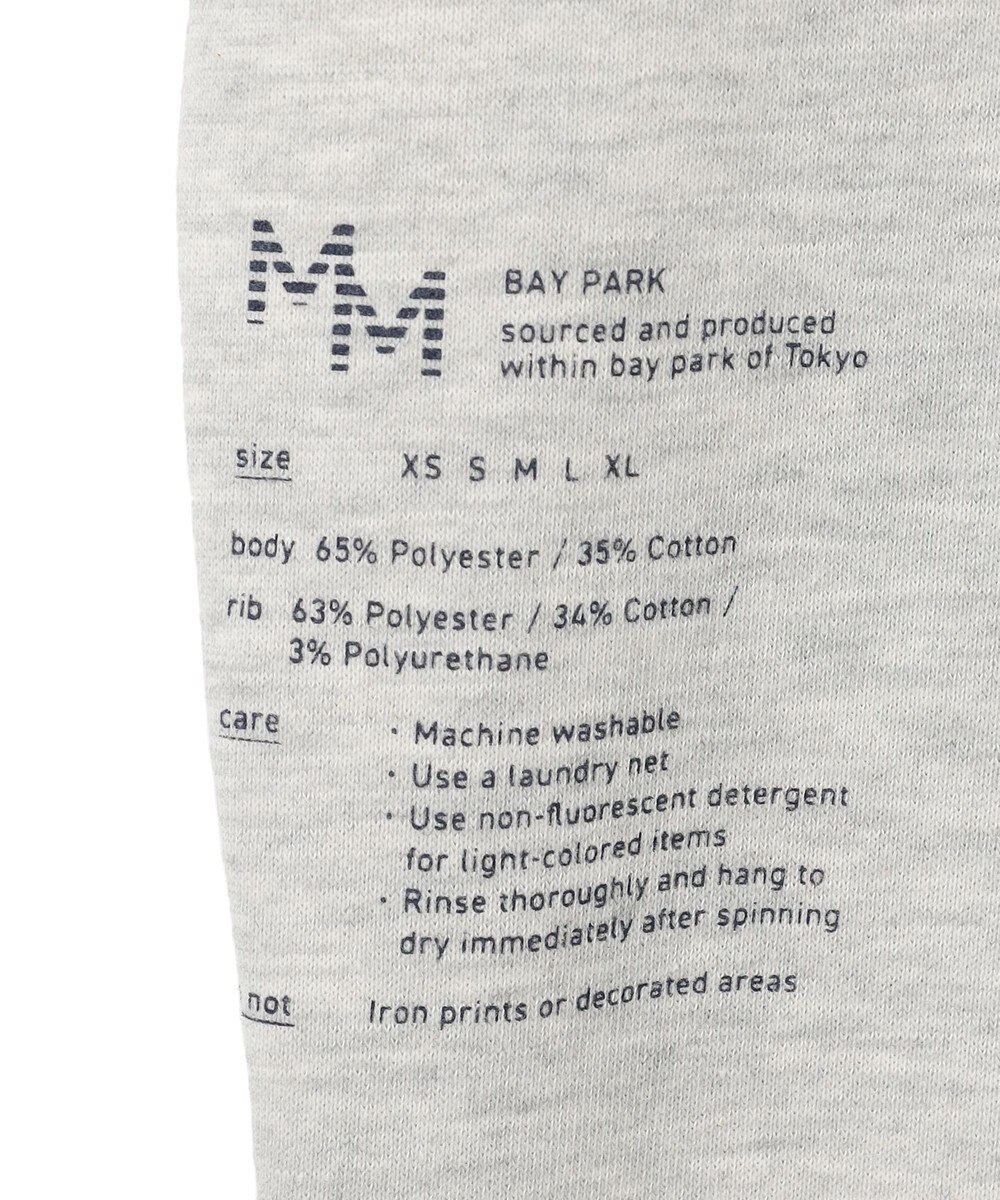 MM
BAY PARK
sourced and produced
within bay park of Tokyo
size XS S M L XL
body 65% Polyester / 35% Cotton
rib 63% Polyester / 34% Cotton /
3% Polyurethane
care
· Machine washable
· Use a laundry net
· Use non-fluorescent detergent
for light-colored items
· Rinse thoroughly and hang to
dry immediately after spinning
not Iron prints or decorated areas